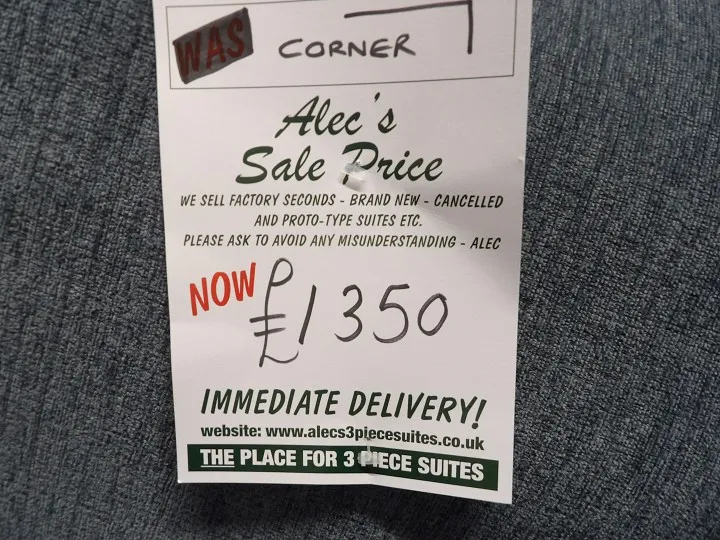 WAS CORNER
Alec's
Sale Price
WE SELL FACTORY SECONDS - BRAND NEW - CANCELLED
AND PROTO-TYPE SUITES ETC.
PLEASE ASK TO AVOID ANY MISUNDERSTANDING - ALEC
NOW £1350
IMMEDIATE DELIVERY!
website: www.alecs3piecesuites.co.uk
THE PLACE FOR 3 PIECE SUITES